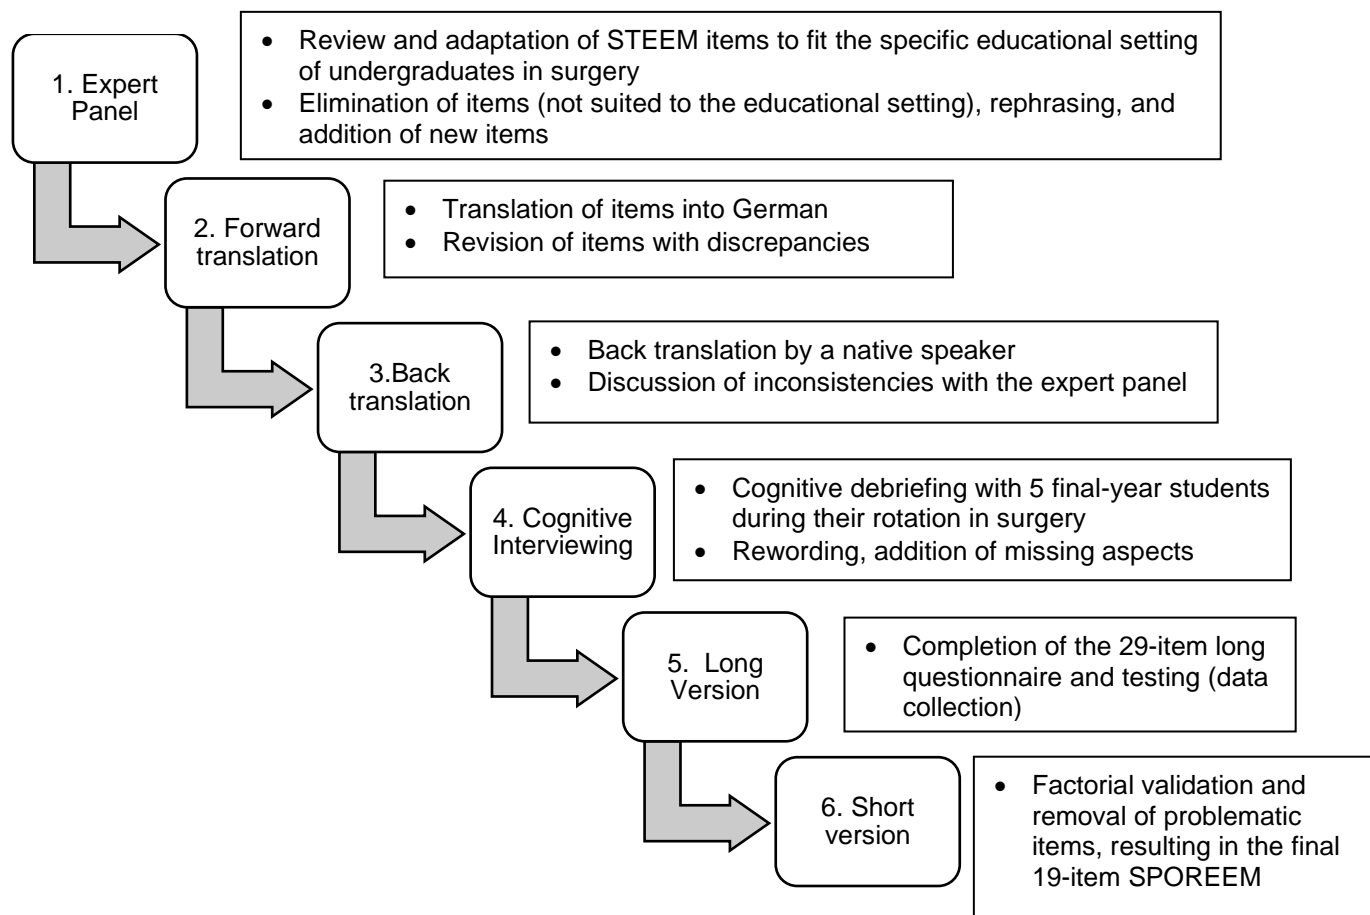 1. Expert
Panel
• Review and adaptation of STEEM items to fit the specific educational setting
of undergraduates in surgery
• Elimination of items (not suited to the educational setting), rephrasing, and
addition of new items
2. Forward
translation
• Translation of items into German
• Revision of items with discrepancies
3.Back
translation
• Back translation by a native speaker
• Discussion of inconsistencies with the expert panel
4. Cognitive
Interviewing
• Cognitive debriefing with 5 final-year students
during their rotation in surgery
• Rewording, addition of missing aspects
5. Long
Version
• Completion of the 29-item long
questionnaire and testing (data
collection)
6. Short
version
• Factorial validation and
removal of problematic
items, resulting in the final
19-item SPOREEM